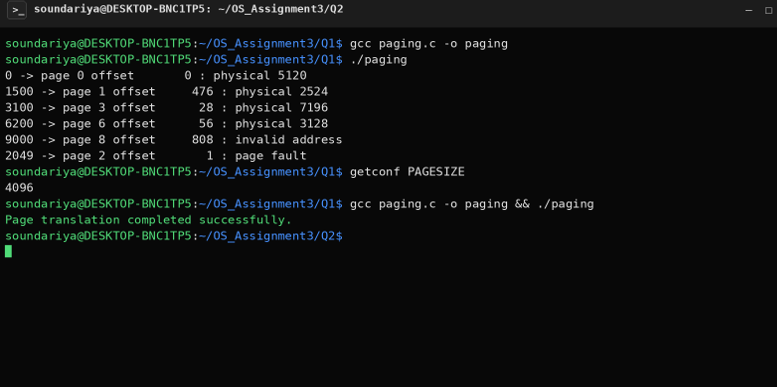 >_ soundariya@DESKTOP-BNC1TP5: ~/OS_Assignment3/Q2
soundariya@DESKTOP-BNC1TP5:~/OS_Assignment3/Q1$ gcc paging.c -o paging
soundariya@DESKTOP-BNC1TP5:~/OS_Assignment3/Q1$ ./paging
0 -> page 0 offset       0 : physical 5120
1500 -> page 1 offset     476 : physical 2524
3100 -> page 3 offset      28 : physical 7196
6200 -> page 6 offset      56 : physical 3128
9000 -> page 8 offset     808 : invalid address
2049 -> page 2 offset       1 : page fault
soundariya@DESKTOP-BNC1TP5:~/OS_Assignment3/Q1$ getconf PAGESIZE
4096
soundariya@DESKTOP-BNC1TP5:~/OS_Assignment3/Q1$ gcc paging.c -o paging && ./paging
Page translation completed successfully.
soundariya@DESKTOP-BNC1TP5:~/OS_Assignment3/Q2$